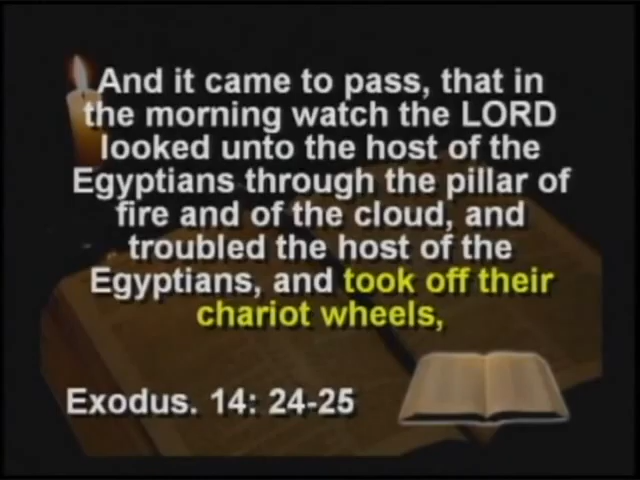 And it came to pass, that in
the morning watch the LORD
looked unto the host of the
Egyptians through the pillar of
fire and of the cloud, and
troubled the host of the
Egyptians, and took off their
chariot wheels,
Exodus. 14: 24-25